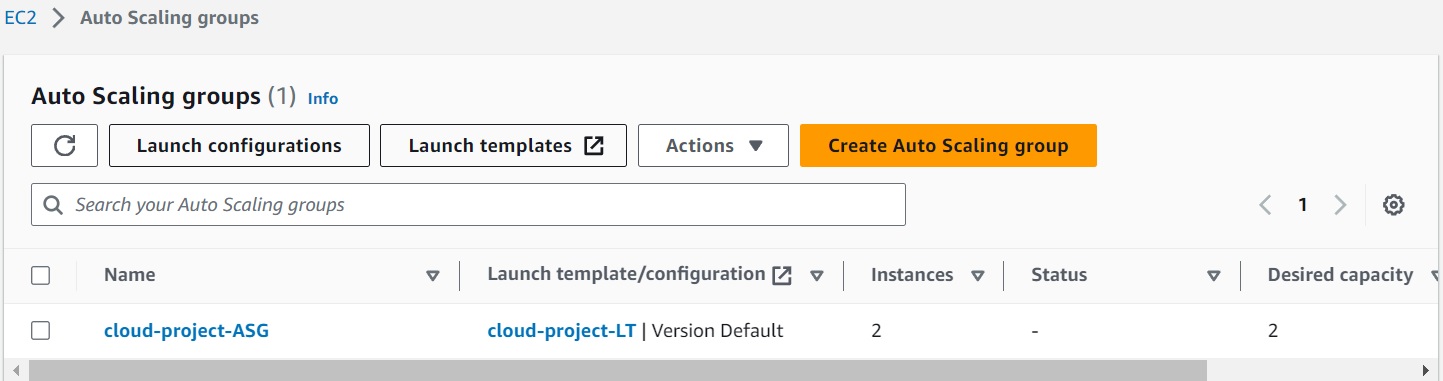 EC2 > Auto Scaling groups
Auto Scaling groups (1) Info
Launch configurations Launch templates Actions Create Auto Scaling group
Search your Auto Scaling groups 1
Name Launch template/configuration Instances Status Desired capacity
cloud-project-ASG cloud-project-LT | Version Default 2 - 2